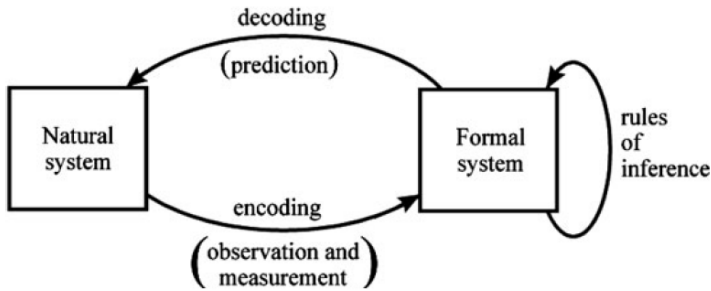 decoding
(prediction)
Natural
system
Formal
system
rules
of
inference
encoding
(observation and
measurement)